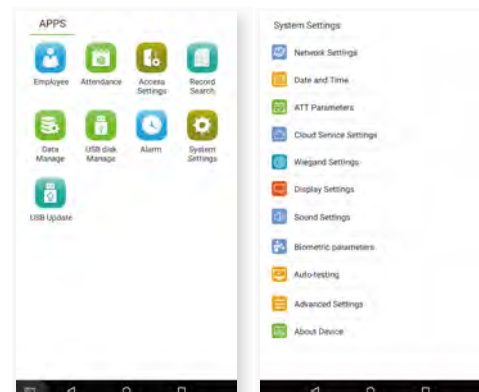 APPS
Employee
Attendance
Access
Settings
Record
Search
Data
Manage
USB disk
Manage
Alarm
System
Settings
USB Update
System Settings
Network Settings
Date and Time
ATT Parameters
Cloud Service Settings
Wiegand Settings
Display Settings
Sound Settings
Biometric parameters
Auto-testing
Advanced Settings
About Device